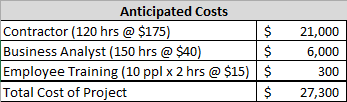 Anticipated Costs
Contractor (120 hrs @ $175) $ 21,000
Business Analyst (150 hrs @ $40) $ 6,000
Employee Training (10 ppl x 2 hrs @ $15) $ 300
Total Cost of Project $ 27,300